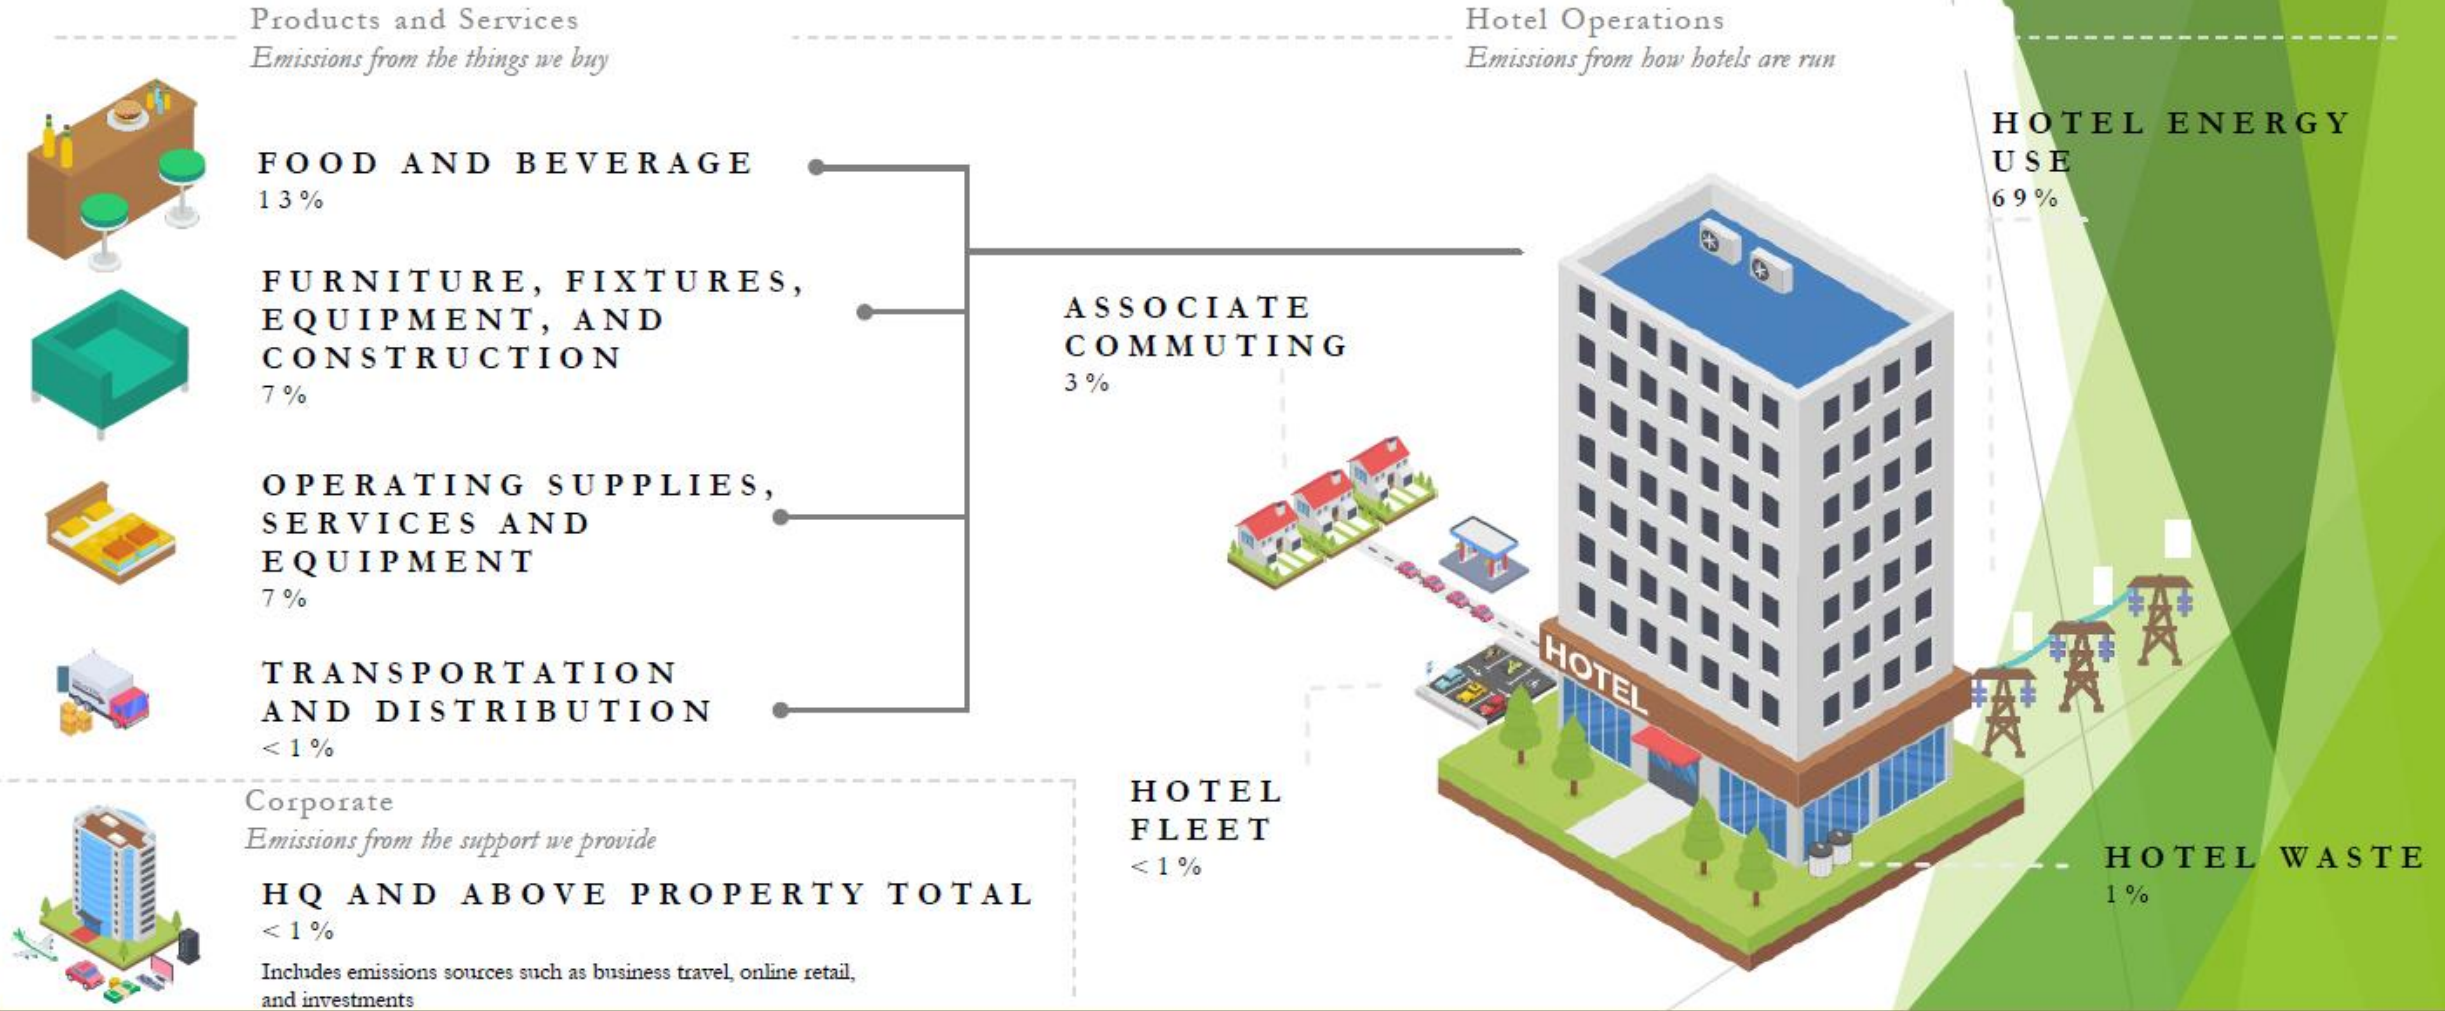 Products and Services
Emissions from the things we buy
FOOD AND BEVERAGE
13%
FURNITURE, FIXTURES,
EQUIPMENT, AND
CONSTRUCTION
7%
OPERATING SUPPLIES,
SERVICES AND
EQUIPMENT
7%
TRANSPORTATION
AND DISTRIBUTION
<1%
Corporate
Emissions from the support we provide
HQ AND ABOVE PROPERTY TOTAL
<1%
Includes emissions sources such as business travel, online retail,
and investments
Hotel Operations
Emissions from how hotels are run
HOTEL ENERGY
USE
69%
ASSOCIATE
COMMUTING
3%
HOTEL
HOTEL
FLEET
<1%
HOTEL WASTE
1%